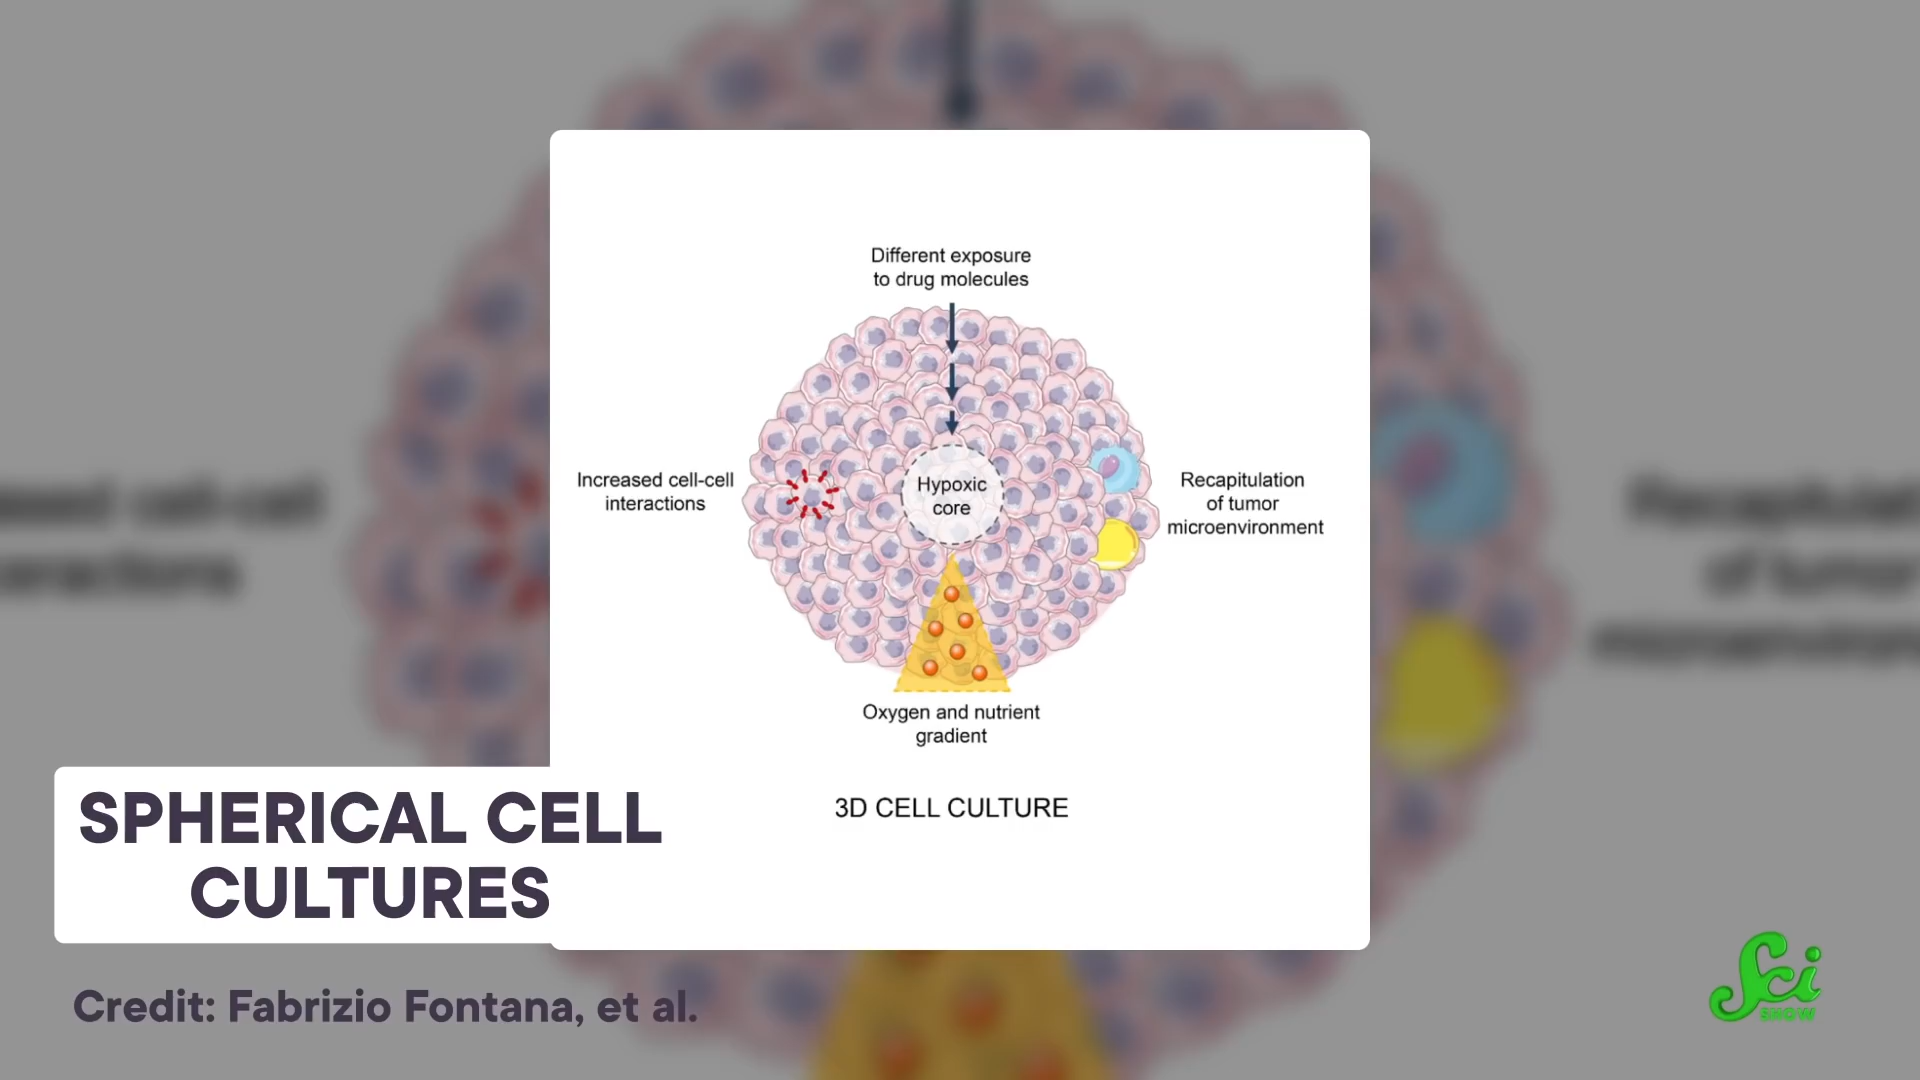 Different exposure
to drug molecules
Increased cell-cell
interactions
Hypoxic
core
Recapitulation
of tumor
microenvironment
Oxygen and nutrient
gradient
3D CELL CULTURE
SPHERICAL CELL
CULTURES
Credit: Fabrizio Fontana, et al.
Sci
SHOW